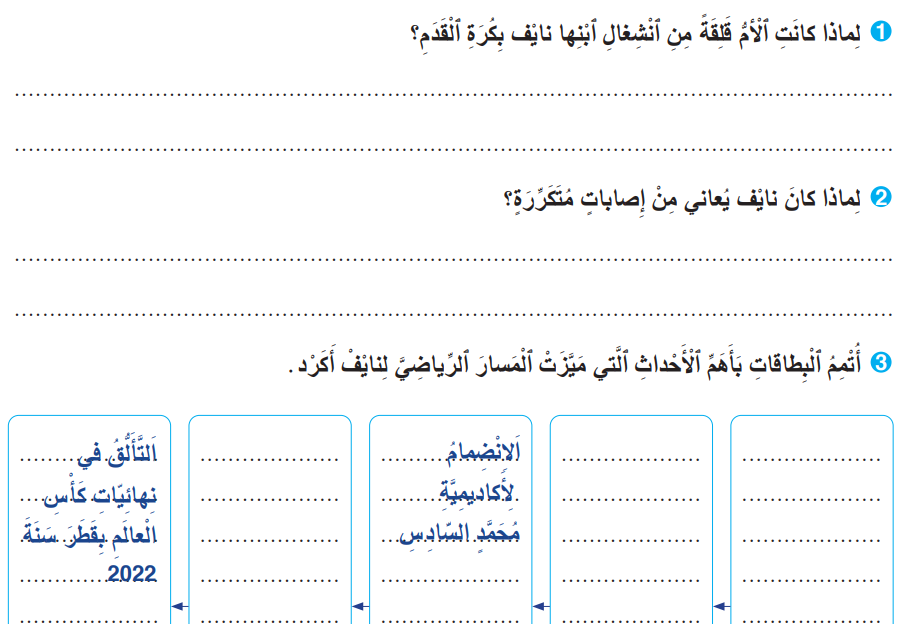 1 لِماذا كانَتِ ٱلْأُمُّ قَلِقَةً مِنِ ٱنْشِغالِ ٱبْنِها نايْف بِكُرَةِ ٱلْقَدَمِ؟
2 لِماذا كانَ نايْف يُعاني مِنْ إِصاباتٍ مُتَكَرِّرَةٍ؟
3 أُتْمِمُ ٱلْبِطاقاتِ بَأَهَمِّ ٱلْأَحْداثِ ٱلَّتي مَيَّزَتْ ٱلْمَسارَ ٱلرِّياضِيَّ لِنايْفْ أَكَرْد.
اَلاِنْضِمامُ
لِأَكاديمِيَّةِ
مُحَمَّدٍ السّادِسِ
اَلتَّأَلُّقُ في
نِهائِيّاتِ كَأْسِ
الْعالَمِ بِقَطَرَ سَنَةَ
2022